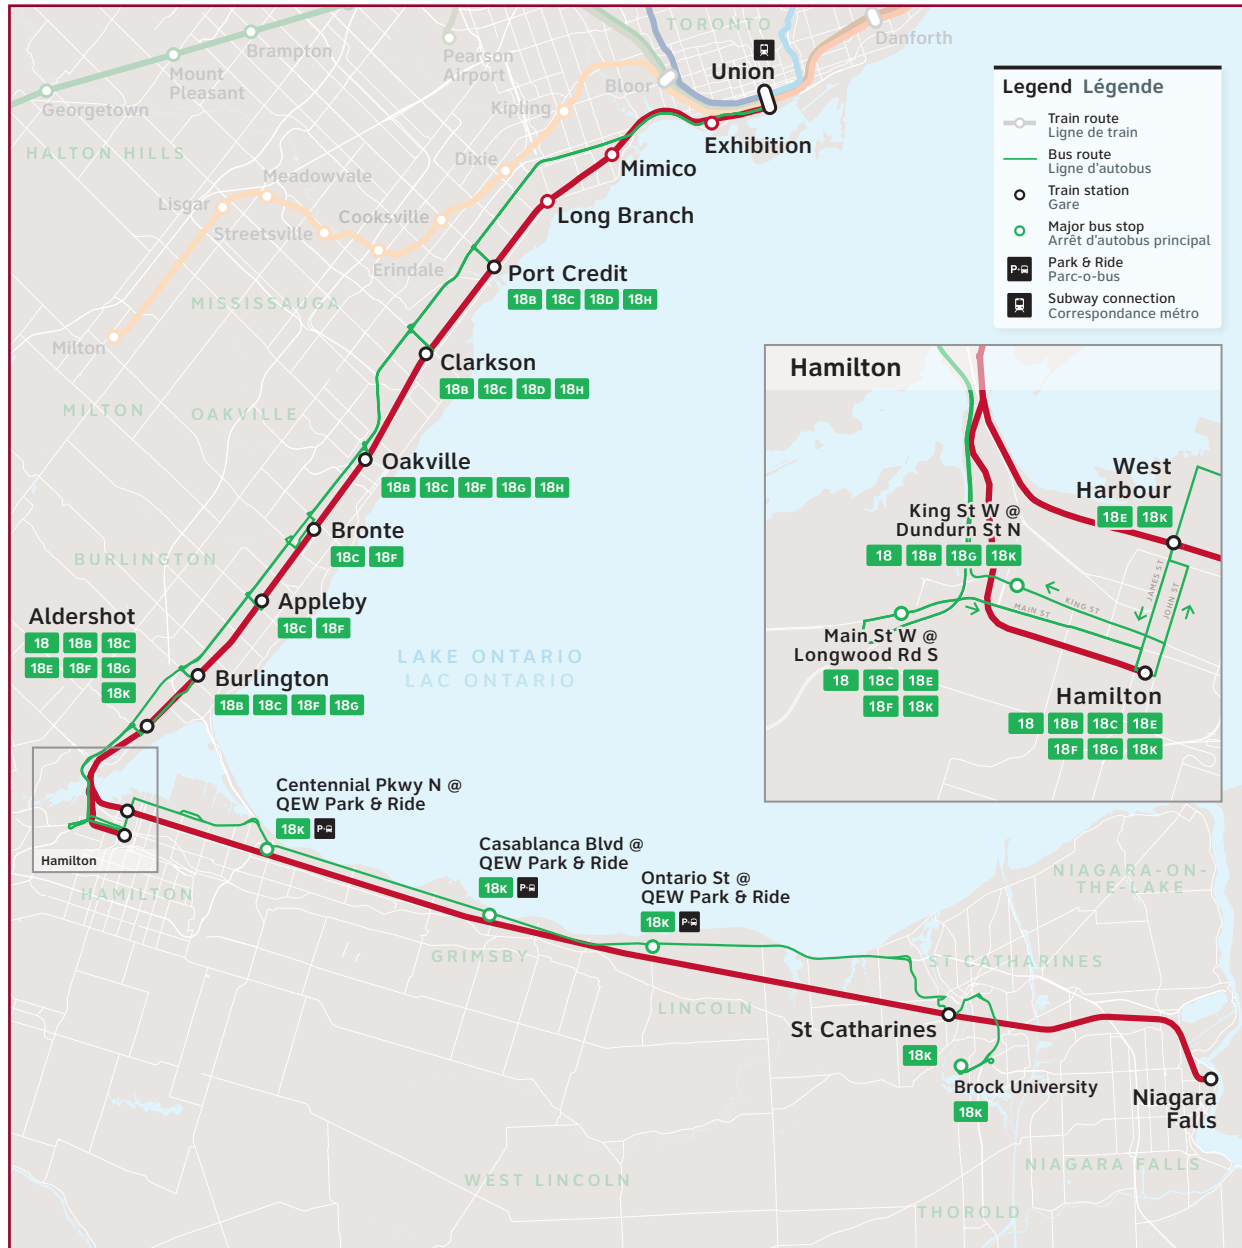 TORONTO
Danforth
Brampton
Mount
Pleasant
Georgetown
Pearson
Airport
Bloor
Union
Kipling
Exhibition
HALTON HILLS
Dixie
Mimico
Meadowvale
Lisgar
Cooksville
Streetsville
Erindale
Long Branch
Port Credit
18B 18C 18D 18H
MISSISSAUGA
Milton
Clarkson
18B 18C 18D 18H
MILTON
OAKVILLE
Oakville
18B 18C 18F 18G 18H
Bronte
18C 18F
BURLINGTON
Appleby
18C 18F
Aldershot
18 18B 18C
18E 18F 18G
18K
Burlington
18B 18C 18F 18G
LAKE ONTARIO
LAC ONTARIO
Legend Légende
Train route
Ligne de train
Bus route
Ligne d'autobus
Train station
Gare
Major bus stop
Arrêt d'autobus principal
Park & Ride
Parc-o-bus
Subway connection
Correspondance métro
Hamilton
West
Harbour
18E 18K
King St W @
Dundurn St N
18 18B 18G 18K
JAMES ST
JOHN ST
KING ST
MAIN ST
Main St W @
Longwood Rd S
18 18C 18E
18F 18K
Hamilton
18 18B 18C 18E
18F 18G 18K
Hamilton
HAMILTON
Centennial Pkwy N @
QEW Park & Ride
18K P
Casablanca Blvd @
QEW Park & Ride
18K P
Ontario St @
QEW Park & Ride
18K P
NIAGARA-ON-
THE-LAKE
GRIMSBY
ST CATHARINES
LINCOLN
St Catharines
18K
Brock University
18K
Niagara
Falls
WEST LINCOLN
NIAGARA FALLS
THOROLD